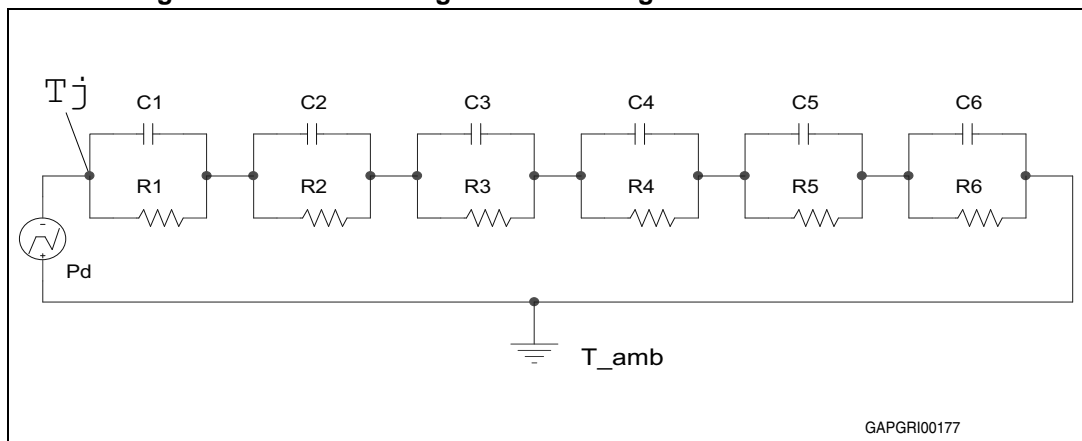 Tj
C1 C2 C3 C4 C5 C6
R1 R2 R3 R4 R5 R6
-
+
Pd
T_amb
GAPGRI00177